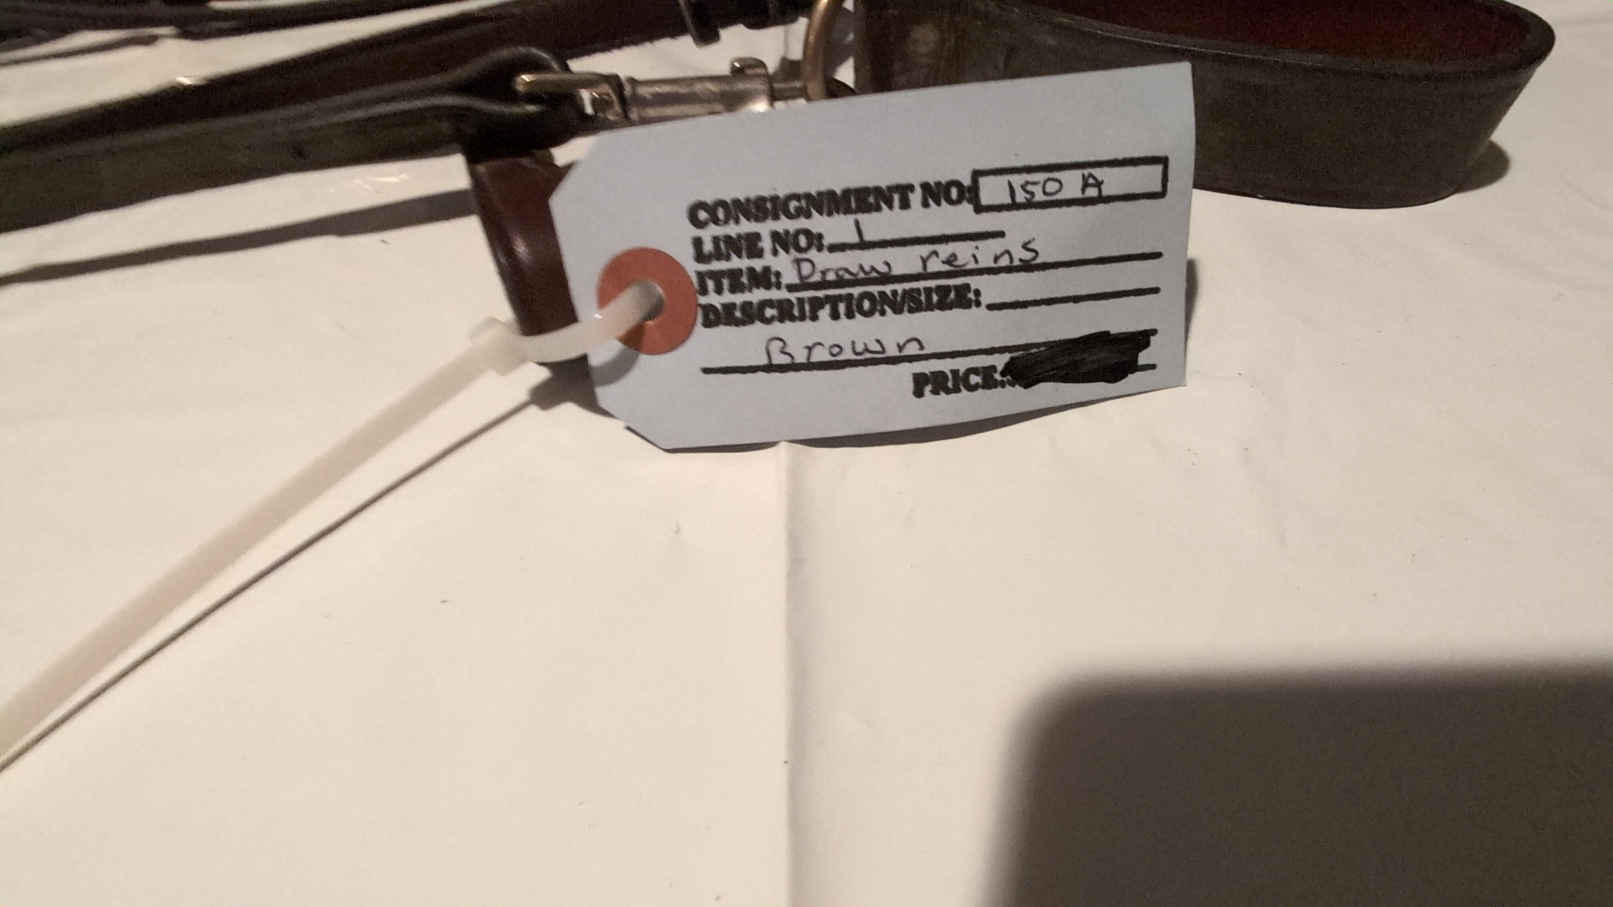 CONSIGNMENT NO: 150 A
LINE NO: 1
ITEM: Draw reins
DESCRIPTION/SIZE:
Brown
PRICE: